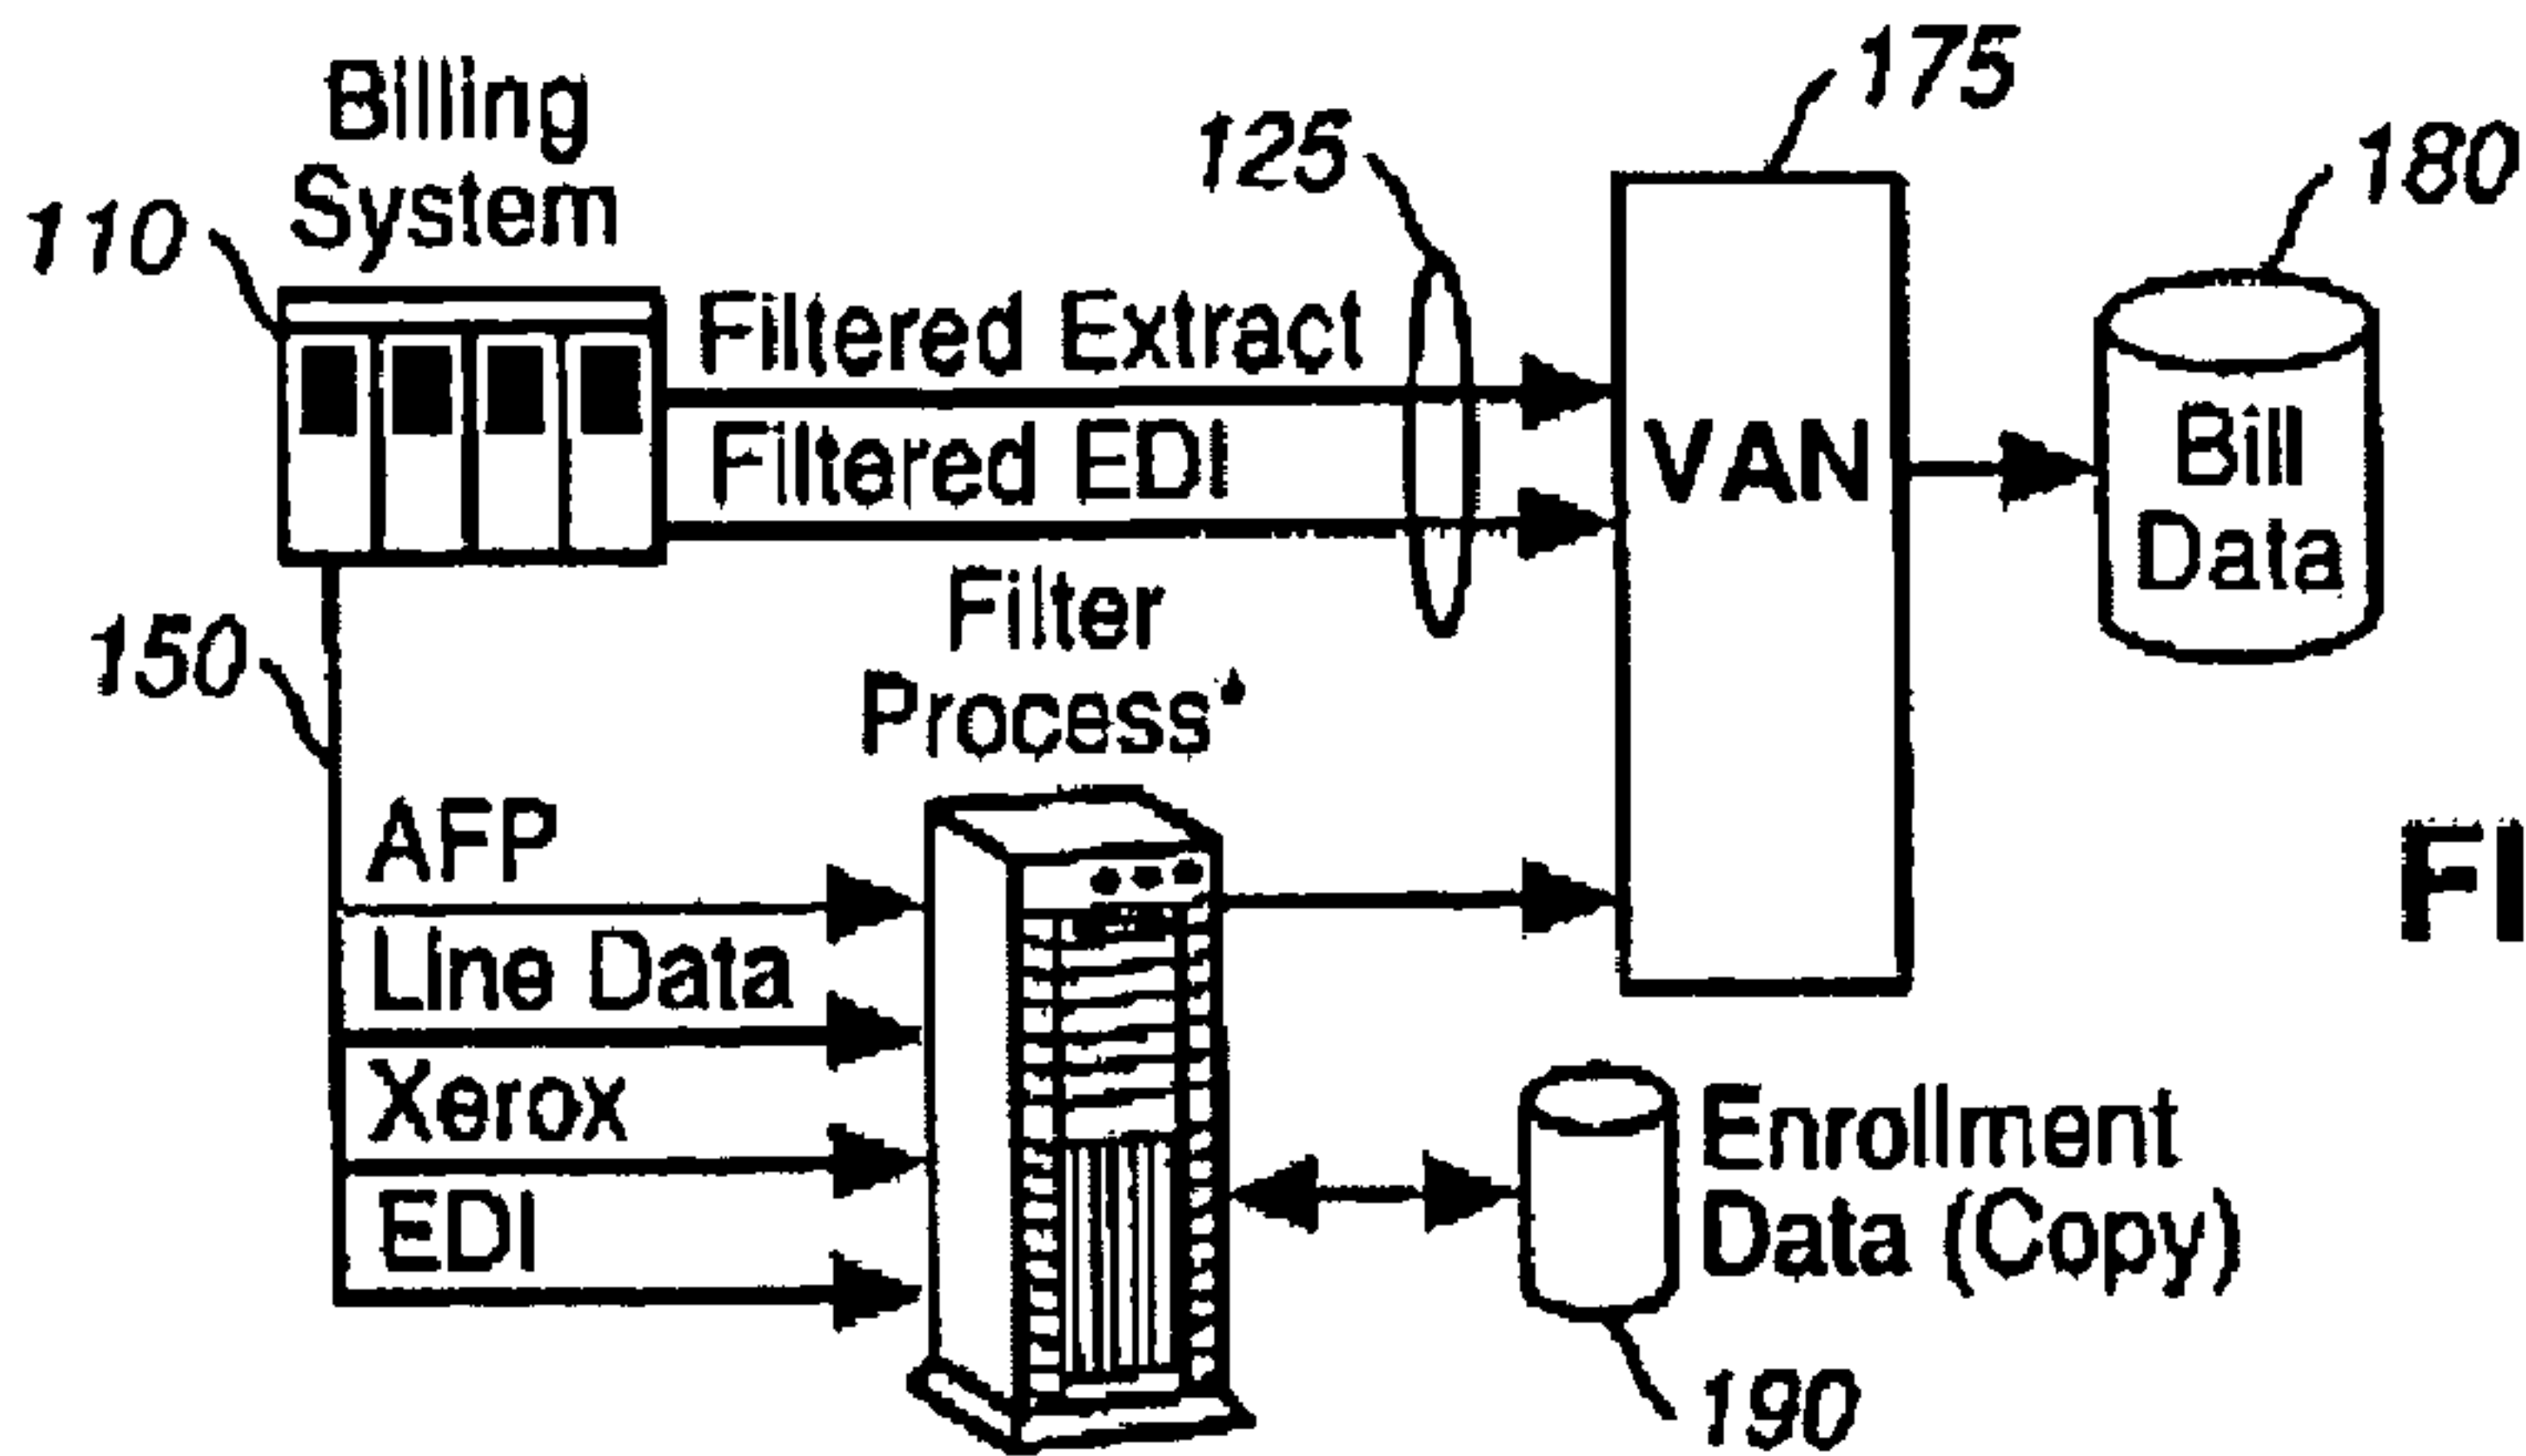 Billing
System
110
Filtered Extract
Filtered EDI
125
175
VAN
180
Bill
Data
150
Filter
Process*
AFP
Line Data
Xerox
EDI
Enrollment
Data (Copy)
190
FI